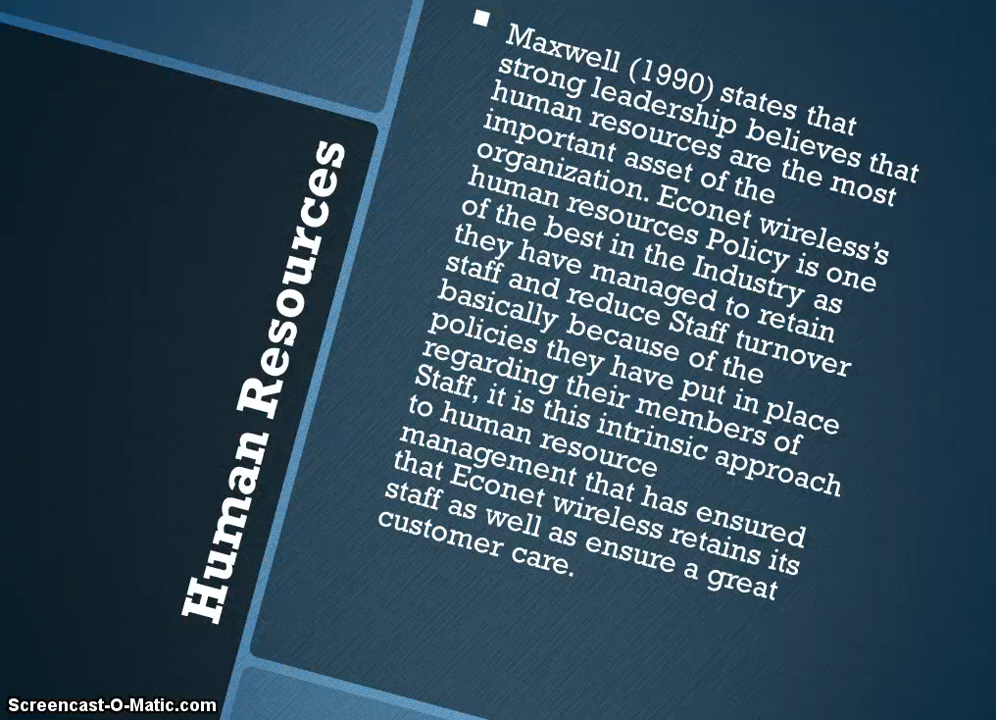 Human Resources
Maxwell (1990) states that
strong leadership believes that
human resources are the most
important asset of the
organization. Econet wireless's
human resources Policy is one
of the best in the Industry as
they have managed to retain
staff and reduce Staff turnover
basically because of the
policies they have put in place
regarding their members of
Staff, it is this intrinsic approach
to human resource
management that has ensured
that Econet wireless retains its
staff as well as ensure a great
customer care.
Screencast-O-Matic.com